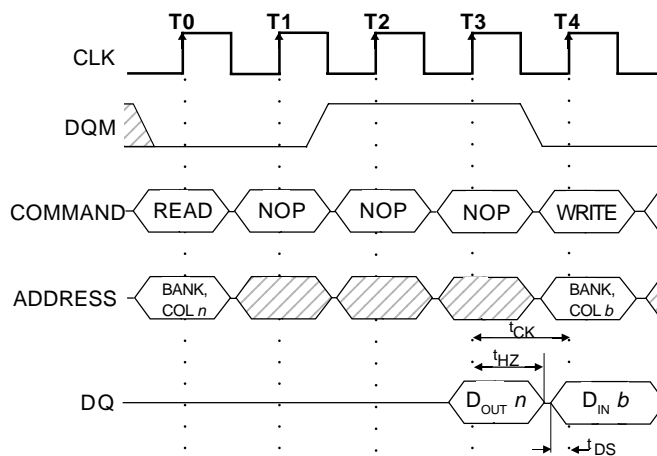 T0 T1 T2 T3 T4
CLK
DQM
COMMAND READ NOP NOP NOP WRITE
ADDRESS BANK, COL n BANK, COL b
tCK
tHZ
DQ DOUT n DIN b
tDS